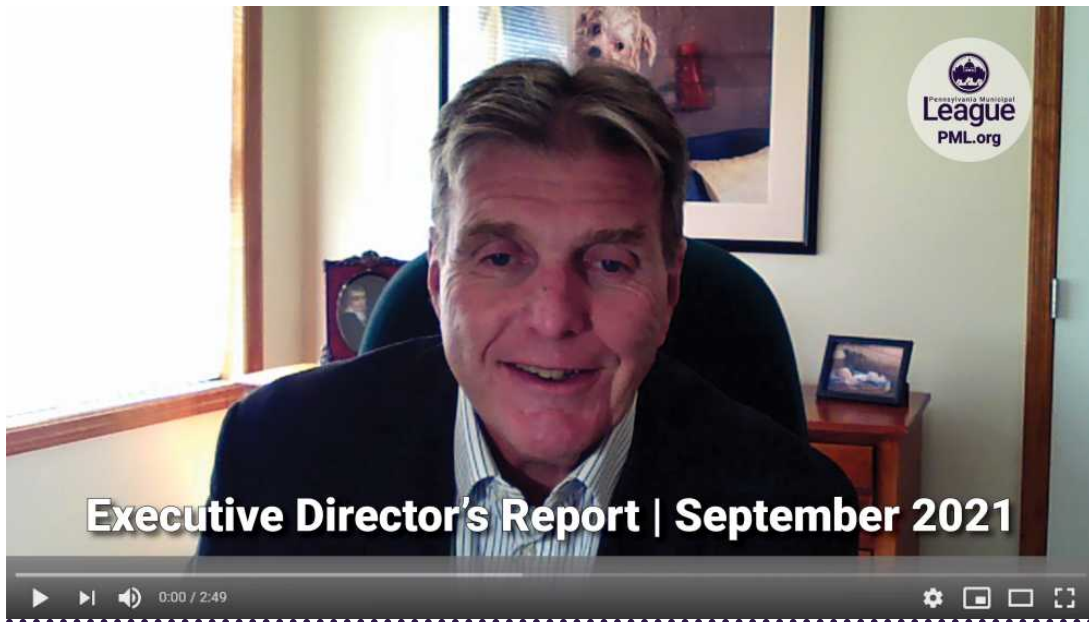 Pennsylvania Municipal
League
PML.org
Executive Director's Report | September 2021
0:00 / 2:49